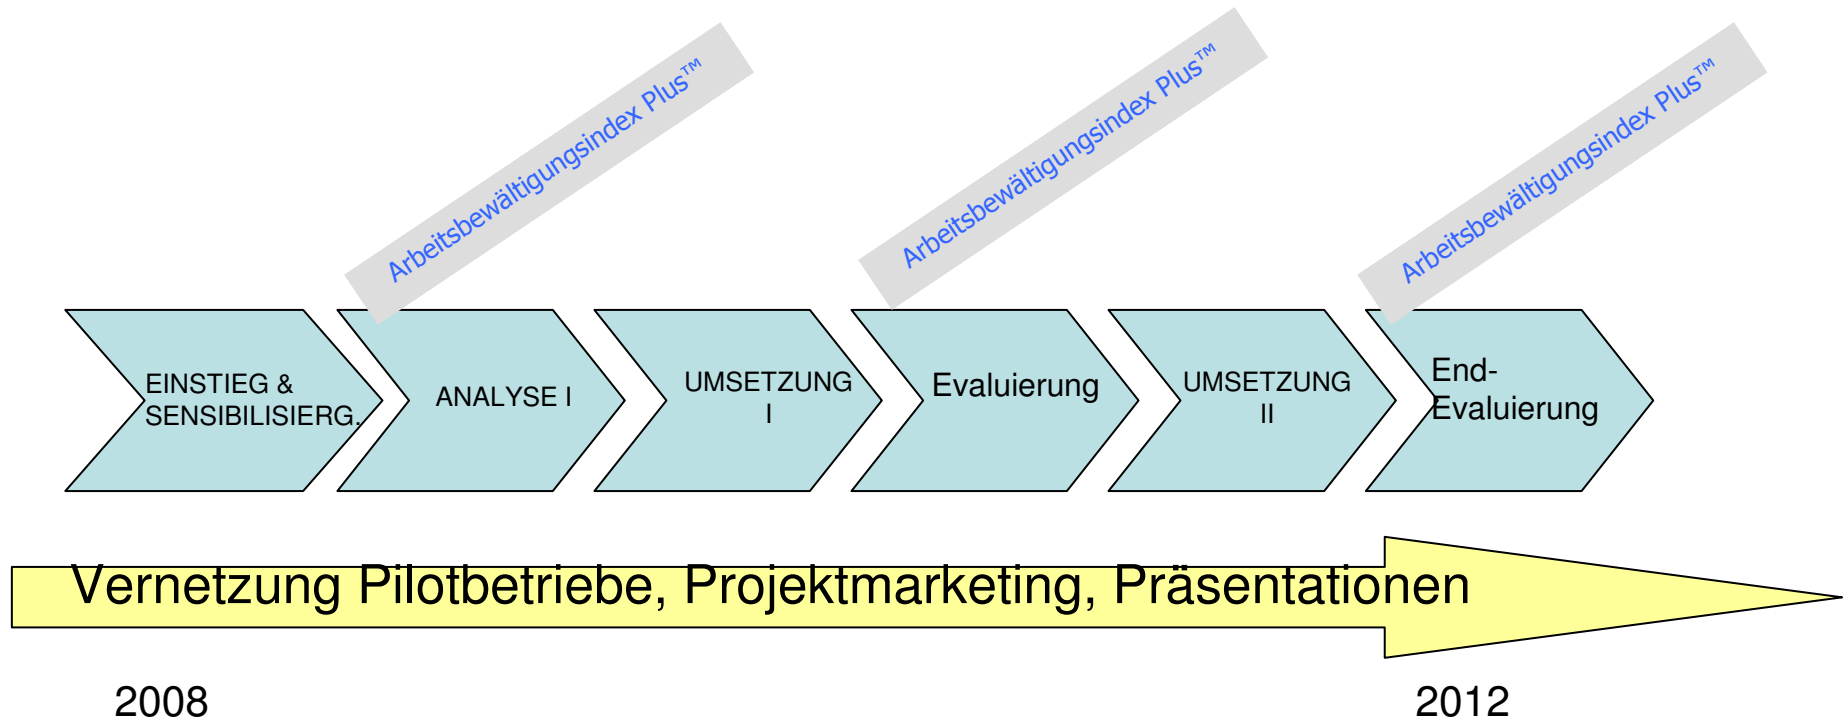 Arbeitsbewältigungsindex Plus™
Arbeitsbewältigungsindex Plus™
Arbeitsbewältigungsindex Plus™
EINSTIEG &
SENSIBILISIERG.
ANALYSE I
UMSETZUNG
I
Evaluierung
UMSETZUNG
II
End-
Evaluierung
Vernetzung Pilotbetriebe, Projektmarketing, Präsentationen
2008
2012